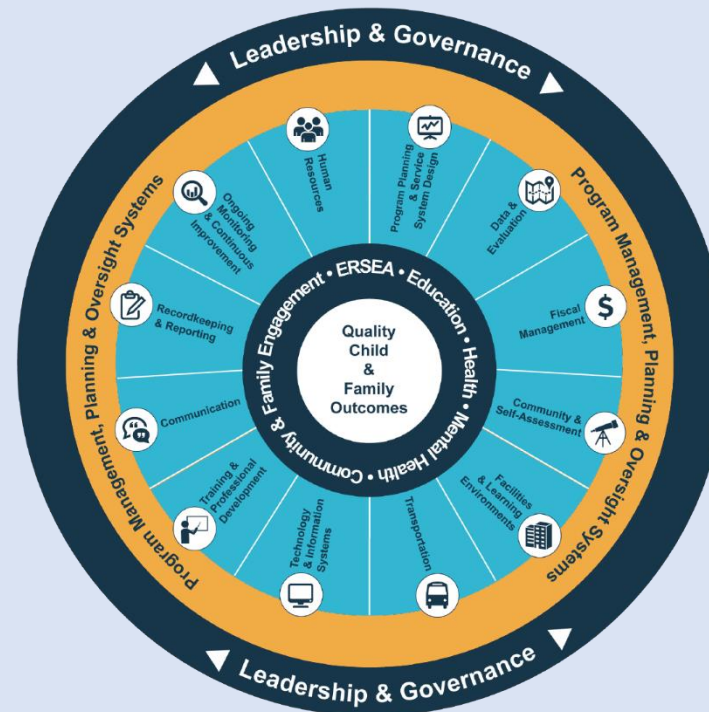 Leadership & Governance
Program Management, Planning & Oversight Systems
Program Management, Planning & Oversight Systems
Human
Resources
Program Planning
& Service
System Design
Data &
Evaluation
Fiscal
Management
Community &
Self-Assessment
Facilities
& Learning
Environments
Transportation
Technology
& Information
Systems
Training &
Professional
Development
Communication
Recordkeeping
& Reporting
Ongoing
Monitoring
& Continuous
Improvement
Community & Family Engagement • ERSEA • Education • Health • Mental Health •
Quality
Child
&
Family
Outcomes
$
Leadership & Governance